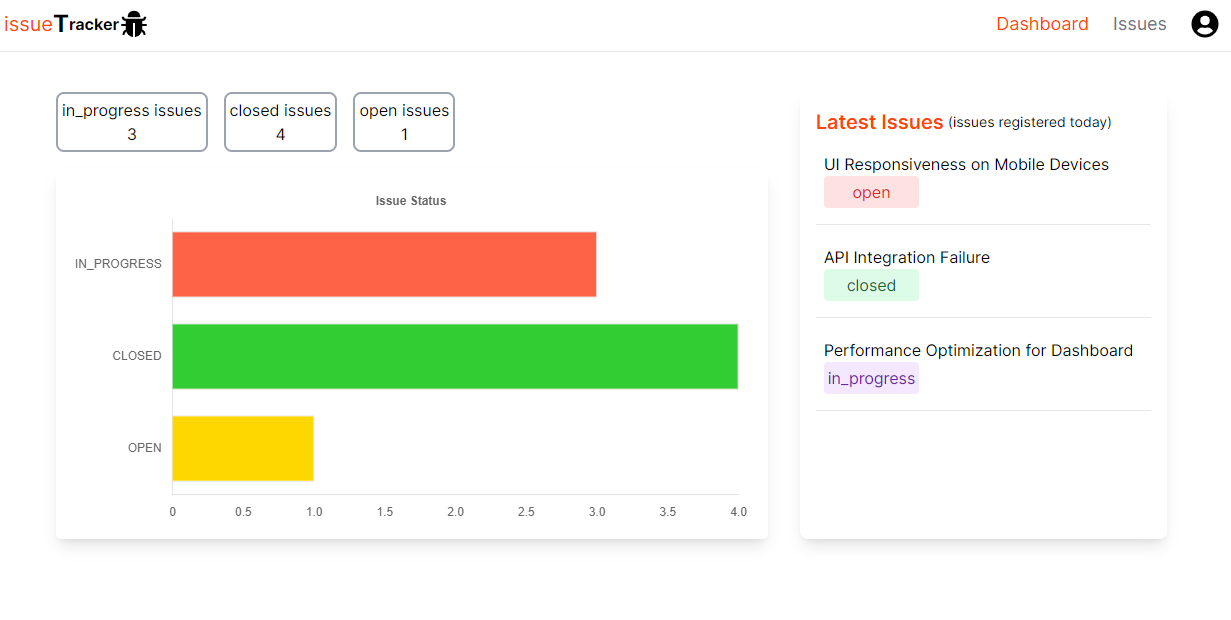 issueTracker
Dashboard Issues
in_progress issues
3
closed issues
4
open issues
1
Issue Status
IN_PROGRESS
CLOSED
OPEN
0 0.5 1.0 1.5 2.0 2.5 3.0 3.5 4.0
Latest Issues (issues registered today)
UI Responsiveness on Mobile Devices
open
API Integration Failure
closed
Performance Optimization for Dashboard
in_progress